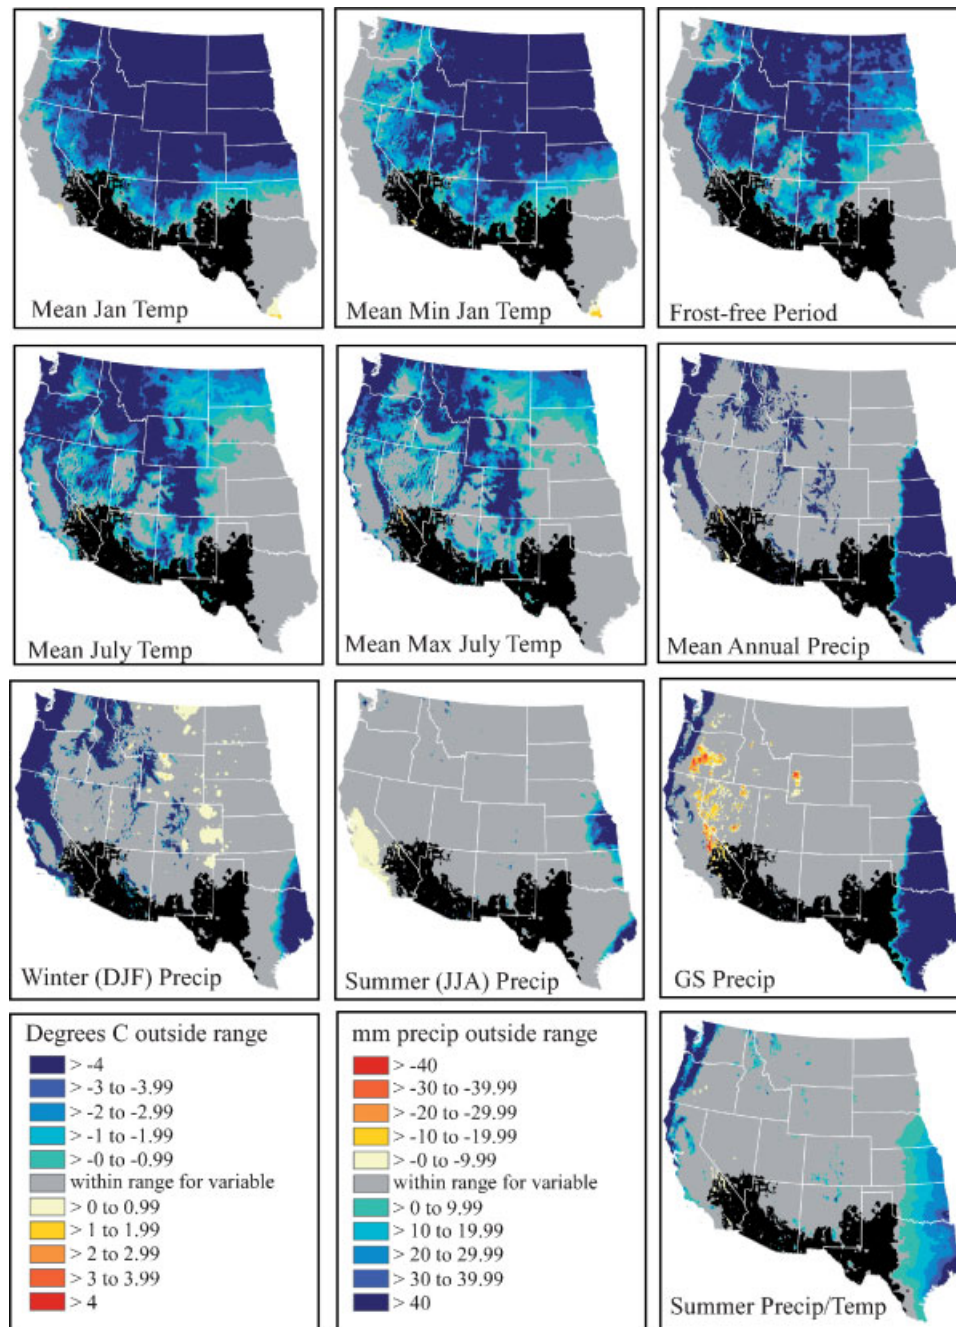 Mean Jan Temp
Mean Min Jan Temp
Frost-free Period
Mean July Temp
Mean Max July Temp
Mean Annual Precip
Winter (DJF) Precip
Summer (JJA) Precip
GS Precip
Degrees C outside range
> -4
> -3 to -3.99
> -2 to -2.99
> -1 to -1.99
> -0 to -0.99
within range for variable
> 0 to 0.99
> 1 to 1.99
> 2 to 2.99
> 3 to 3.99
> 4
mm precip outside range
> -40
> -30 to -39.99
> -20 to -29.99
> -10 to -19.99
> -0 to -9.99
within range for variable
> 0 to 9.99
> 10 to 19.99
> 20 to 29.99
> 30 to 39.99
> 40
Summer Precip/Temp